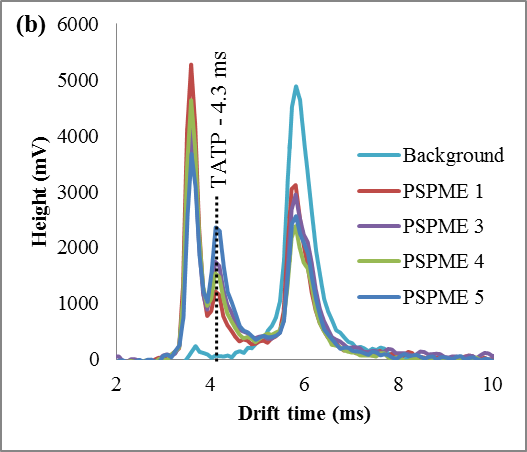 (b)
6000
5000
4000
3000
2000
1000
0
Height (mV)
TATP - 4.3 ms
Background
PSPME 1
PSPME 3
PSPME 4
PSPME 5
2 4 6 8 10
Drift time (ms)